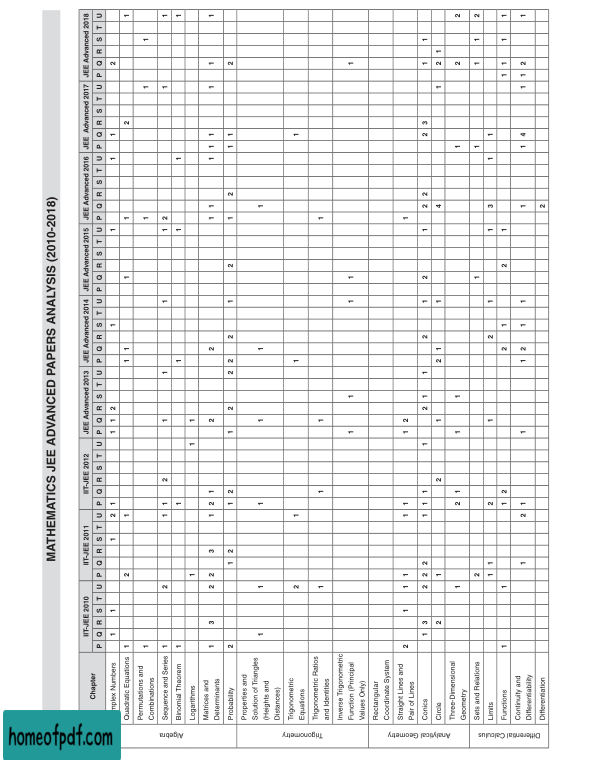 MATHEMATICS JEE ADVANCED PAPERS ANALYSIS (2010-2018)
Chapter IIT-JEE 2010 IIT-JEE 2011 IIT-JEE 2012 JEE Advanced 2013 JEE Advanced 2014 JEE Advanced 2015 JEE Advanced 2016 JEE Advanced 2017 JEE Advanced 2018
P Q R S T U P Q R S T U P Q R S T U P Q R S T U P Q R S T U P Q R S T U P Q R S T U P Q R S T U P Q R S T U
Algebra
mplex Numbers 1 1 1 2 1 1 1 2 1 1 1 1 2
Quadratic Equations 1 2 1 1 1 1 1 2 1
Permutations and
Combinations 1 1 1 1
Sequence and Series 1 2 1 1 2 1 1 1 1 2 1 1
Binomial Theorem 1 1 1 1 1 1
Logarithms 1 1 1
Matrices and
Determinants 1 3 2 2 3 1 2 1 2 2 1 1 1 1 1 1 1 1
Probability 2 1 2 1 2 1 2 2 2 2 1 2 1 2 1 1 2
Trigonometry
Properties and
Solution of Triangles
(Heights and
Distances) 1 1 1 1 1 1
Trigonometric
Equations 2 1 1 1
Trigonometric Ratios
and Identities 1 1 1 1
Inverse Trigonometric
Function (Principal
Values Only) 1 1 1 1 1
Analytical Geometry
Rectangular
Coordinate System
Straight Lines and
Pair of Lines 2 1 1 1 1 1 1 2 1
Conics 1 3 2 2 2 1 1 1 1 2 1 1 2 1 2 1 2 2 2 3 1 1
Circle 2 1 2 1 2 1 1 4 1 2 1
Three-Dimensional
Geometry 1 2 1 1 1 1 2 2
Differential Calculus
Sets and Relations 2 1 1 1 1 2
Limits 1 1 2 1 2 1 3 1 1
Functions 1 1 1 2 2 1 2 1 1 1 1
Continuity and
Differentiability 1 2 1 1 1 2 1 1 1 1 4 1 1 2 1
Differentiation 2
homeofpdf.com